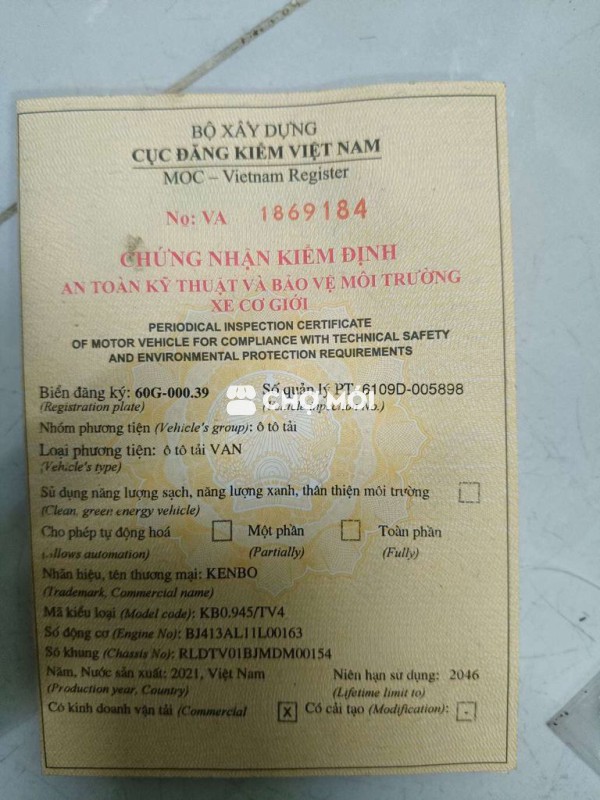 BỘ XÂY DỰNG
CỤC ĐĂNG KIỂM VIỆT NAM
MOC – Vietnam Register
Nọ: VA 1869184
CHỨNG NHẬN KIỂM ĐỊNH
AN TOÀN KỸ THUẬT VÀ BẢO VỆ MÔI TRƯỜNG
XE CƠ GIỚI
PERIODICAL INSPECTION CERTIFICATE
OF MOTOR VEHICLE FOR COMPLIANCE WITH TECHNICAL SAFETY
AND ENVIRONMENTAL PROTECTION REQUIREMENTS
Biển đăng ký: 60G-000.39 Số quản lý PT: 6109D-005898
(Registration plate) No.)
CHỢ MỚI
Nhóm phương tiện (Vehicle's group): ô tô tải
Loại phương tiện: ô tô tải VAN
(Vehicle's type)
Sử dụng năng lượng sạch, năng lượng xanh, thân thiện môi trường
(Clean, green energy vehicle)
Cho phép tự động hoá Một phần Toàn phần
(Allows automation) (Partially) (Fully)
Nhãn hiệu, tên thương mại: KENBO
(Trademark, Commercial name)
Mã kiểu loại (Model code): KB0.945/TV4
Số động cơ (Engine No): BJ413AL11L00163
Số khung (Chassis No): RLDTV01BJMDM00154
Năm, Nước sản xuất: 2021, Việt Nam Niên hạn sử dụng: 2046
(Production year, Country) (Lifetime limit to)
Có kinh doanh vận tải (Commercial X Có cải tạo (Modification): -
CHỢ MỚI